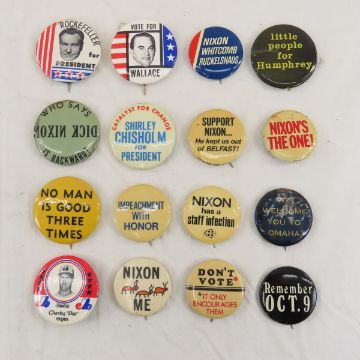 ROCKEFELLER
for
PRESIDENT
VOTE FOR
WALLACE
NIXON
WHITCOMB
RUCKELSHAUS
little
people for
Humphrey
WHO SAYS
DICK NIXON
IS BACKWARDS
CATALYST FOR CHANGE
SHIRLEY
CHISHOLM
FOR
PRESIDENT
SUPPORT
NIXON...
He kept us out
of BELFAST!
NIXON'S
THE ONE!
NO MAN
IS GOOD
THREE
TIMES
IMPEACHMENT
WITH
HONOR
NIXON
has a
staff infection
WELCOME
YOU TO
OMAHA
NIXON
ME
DON'T
VOTE
IT ONLY
ENCOURAGES
THEM
Remember
OCT. 9